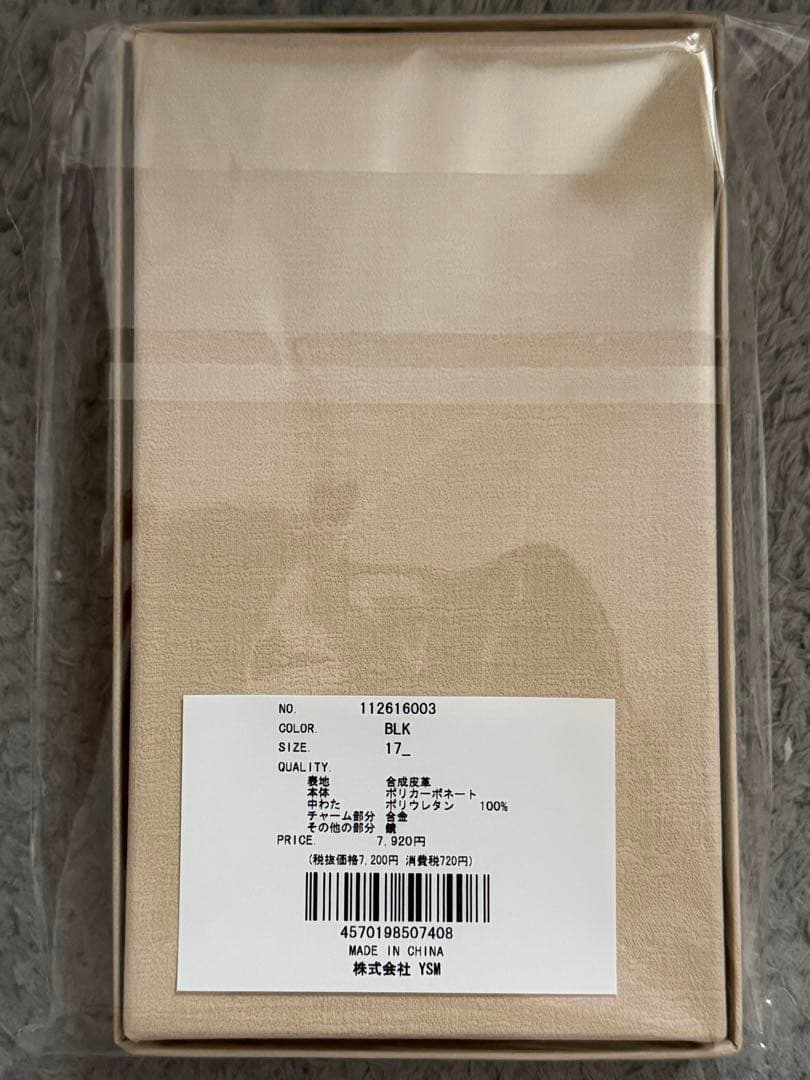 NO. 112616003
COLOR. BLK
SIZE. 17_
QUALITY.
表地 合成皮革
本体 ポリカーボネート
中わた ポリウレタン 100%
チャーム部分 合金
その他の部分 鏡
PRICE. 7,920円
(税抜価格7,200円 消費税720円)
4570198507408
MADE IN CHINA
株式会社 YSM